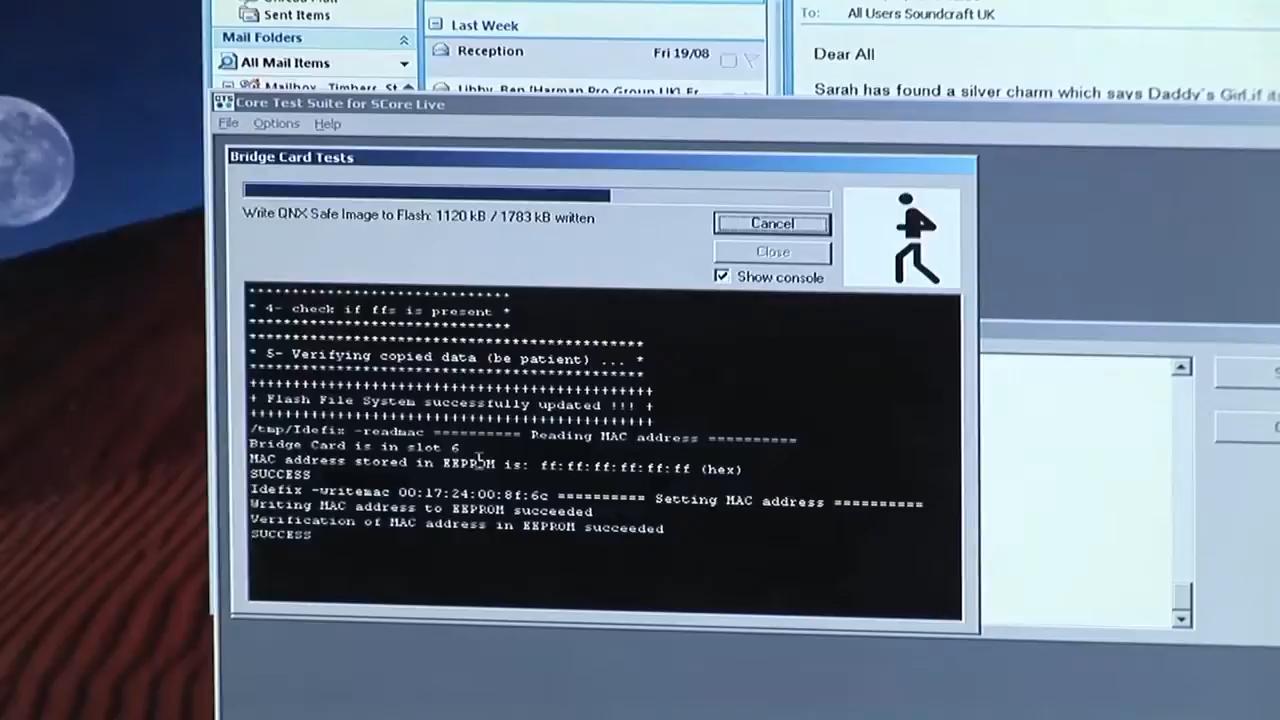 Sent Items
Mail Folders
All Mail Items
Last Week
Reception Fri 19/08
To: All Users Soundcraft UK
Dear All
Sarah has found a silver charm which says Daddy's Girl,if
Core Test Suite for SCore Live
File Options Help
Bridge Card Tests
Write QNX Safe Image to Flash: 1120 kB / 1783 kB written
Cancel
Close
Show console
*******************************
* 4- check if ffs is present *
*******************************
**********************************************
* 5- Verifying copied data (be patient) ... *
**********************************************
++++++++++++++++++++++++++++++++++++++++++++++
+ Flash File System successfully updated !!! +
++++++++++++++++++++++++++++++++++++++++++++++
/tmp/Idefix -readmac ========== Reading MAC address ==========
Bridge Card is in slot 6
MAC address stored in EEPROM is: ff:ff:ff:ff:ff:ff (hex)
SUCCESS
Idefix -writemac 00:17:24:00:8f:6c ========== Setting MAC address ==========
Writing MAC address to EEPROM succeeded
Verification of MAC address in EEPROM succeeded
SUCCESS